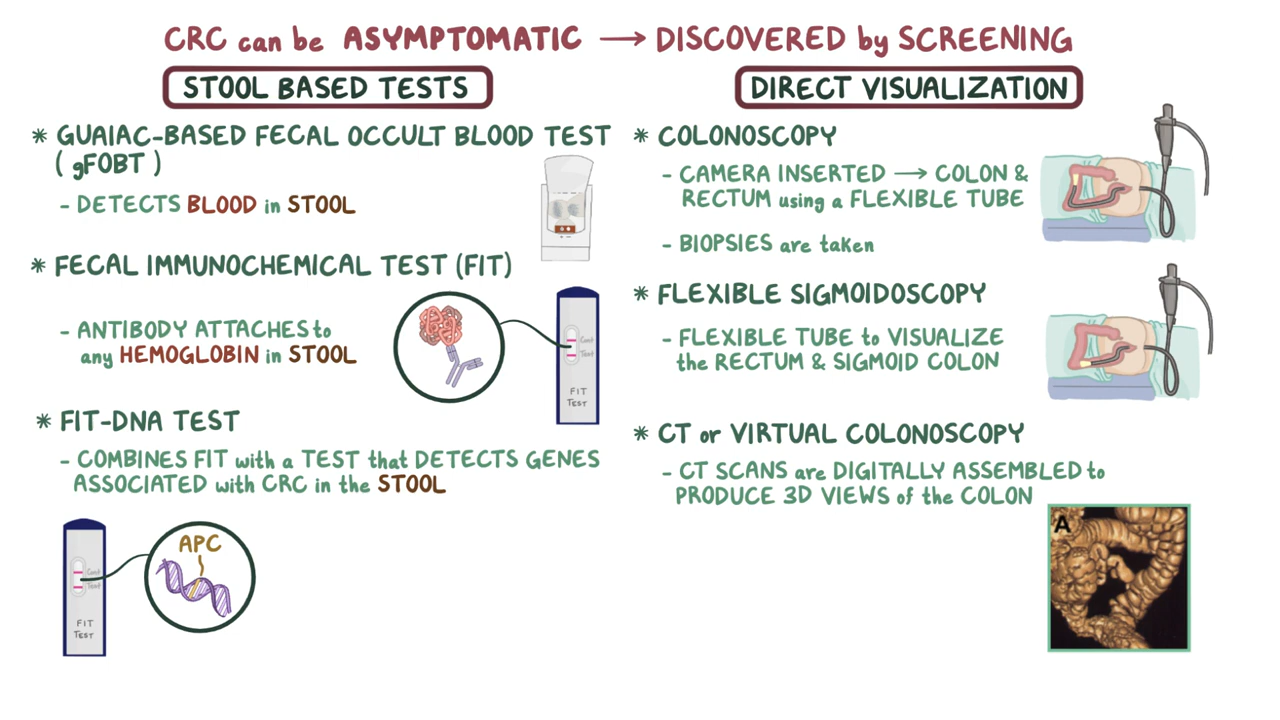 CRC can be ASYMPTOMATIC → DISCOVERED by SCREENING
STOOL BASED TESTS
* GUAIAC-BASED FECAL OCCULT BLOOD TEST
( gFOBT )
- DETECTS BLOOD in STOOL
* FECAL IMMUNOCHEMICAL TEST (FIT)
- ANTIBODY ATTACHES to
any HEMOGLOBIN in STOOL
Cont
Test
FIT
TEST
* FIT-DNA TEST
- COMBINES FIT with a TEST that DETECTS GENES
ASSOCIATED with CRC in the STOOL
Cont
Test
FIT
TEST
APC
DIRECT VISUALIZATION
* COLONOSCOPY
- CAMERA INSERTED → COLON &
RECTUM using a FLEXIBLE TUBE
- BIOPSIES are taken
* FLEXIBLE SIGMOIDOSCOPY
- FLEXIBLE TUBE to VISUALIZE
the RECTUM & SIGMOID COLON
* CT or VIRTUAL COLONOSCOPY
- CT SCANS are DIGITALLY ASSEMBLED to
PRODUCE 3D VIEWS of the COLON
A